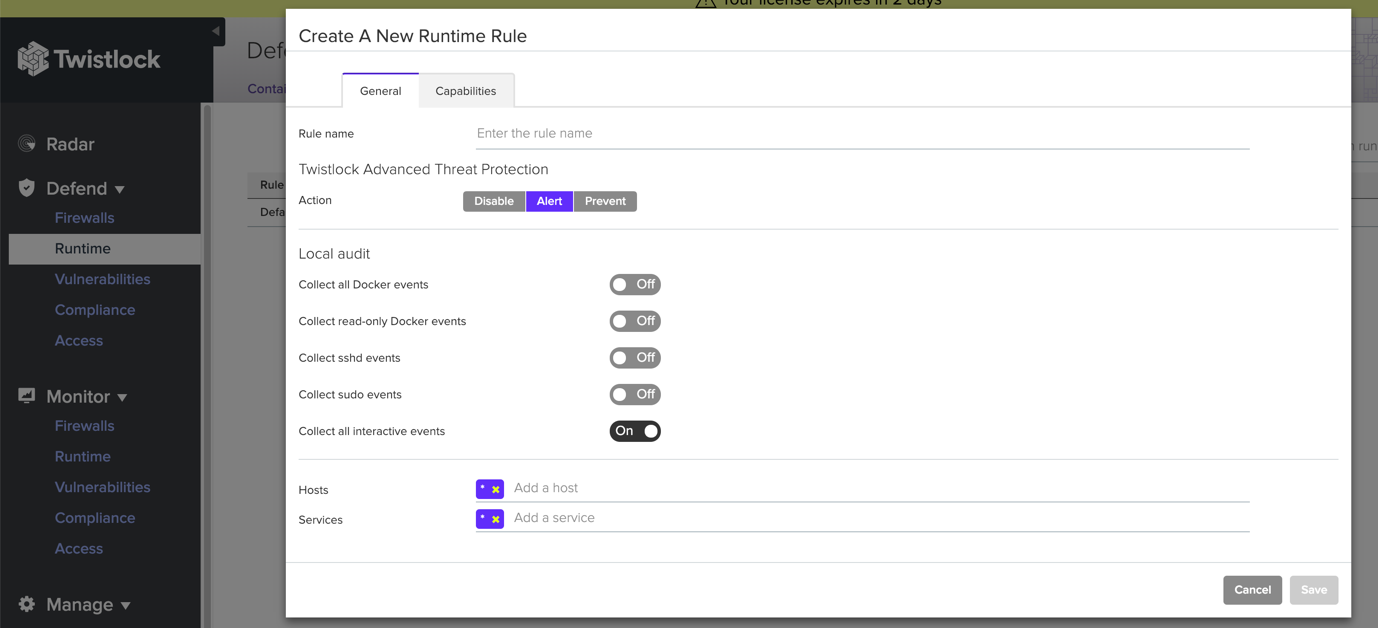 Your license expires in 2 days
Twistlock
Radar
Defend
Firewalls
Runtime
Vulnerabilities
Compliance
Access
Monitor
Firewalls
Runtime
Vulnerabilities
Compliance
Access
Manage
Create A New Runtime Rule
General Capabilities
Rule name Enter the rule name
Twistlock Advanced Threat Protection
Action Disable Alert Prevent
Local audit
Collect all Docker events Off
Collect read-only Docker events Off
Collect sshd events Off
Collect sudo events Off
Collect all interactive events On
Hosts * x Add a host
Services * x Add a service
Cancel Save
Rule